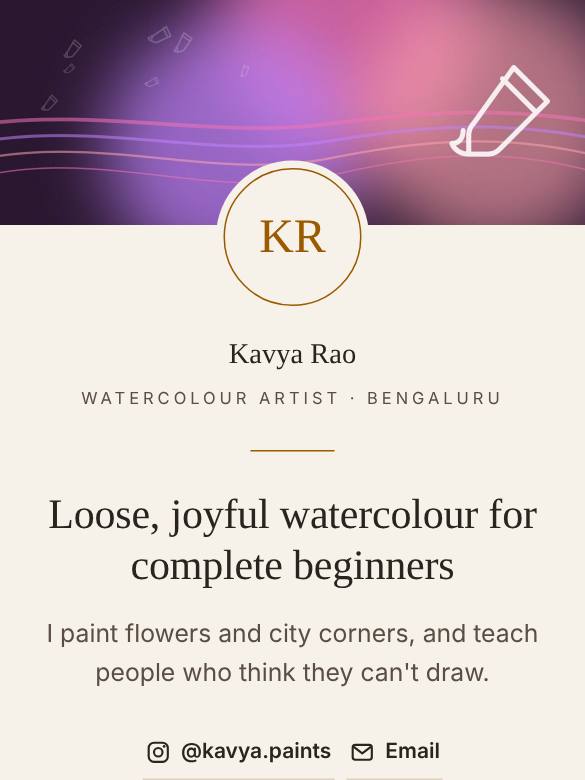 KR
Kavya Rao
WATERCOLOUR ARTIST · BENGALURU
Loose, joyful watercolour for
complete beginners
I paint flowers and city corners, and teach
people who think they can't draw.
@kavya.paints Email